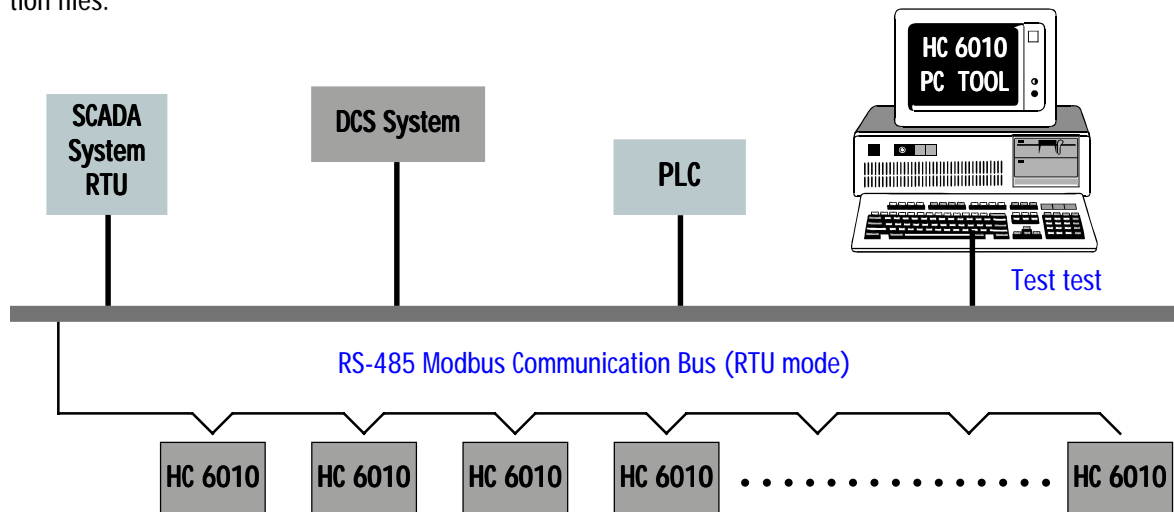 tion files.
HC 6010
PC TOOL
SCADA
System
RTU
DCS System
PLC
Test test
RS-485 Modbus Communication Bus (RTU mode)
HC 6010
HC 6010
HC 6010
HC 6010
HC 6010